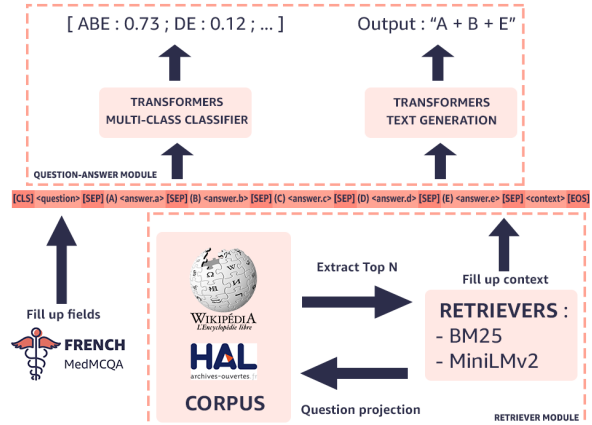 [ ABE : 0.73 ; DE : 0.12 ; ... ]
Output : “A + B + E”
TRANSFORMERS
MULTI-CLASS CLASSIFIER
TRANSFORMERS
TEXT GENERATION
QUESTION-ANSWER MODULE
[CLS] <question> [SEP] (A) <answer.a> [SEP] (B) <answer.b> [SEP] (C) <answer.c> [SEP] (D) <answer.d> [SEP] (E) <answer.e> [SEP] <context> [EOS]
Fill up fields
FRENCH
MedMCQA
WIKIPÉDIA
L'Encyclopédie libre
HAL
archives-ouvertes.fr
CORPUS
Extract Top N
Question projection
Fill up context
RETRIEVERS :
- BM25
- MiniLMv2
RETRIEVER MODULE